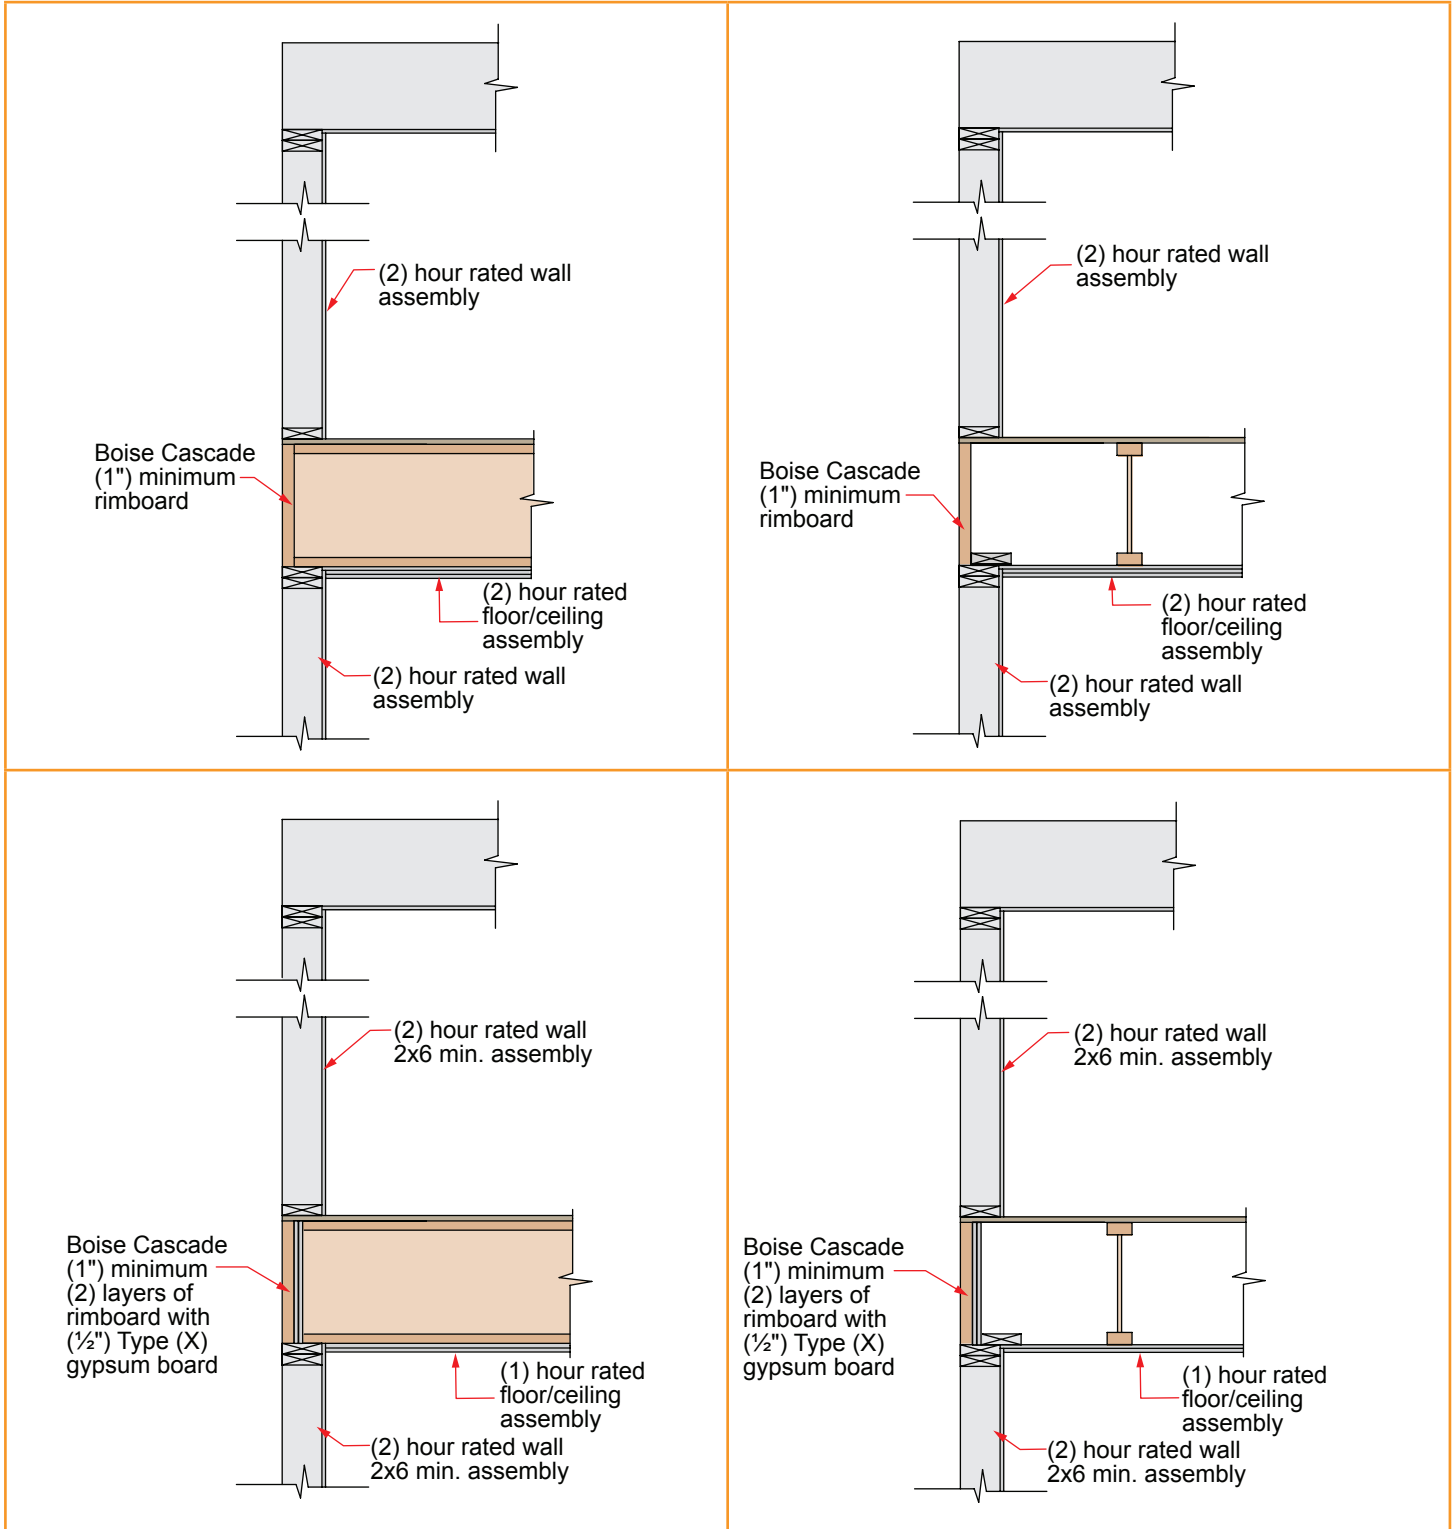 (2) hour rated wall
assembly
Boise Cascade
(1") minimum
rimboard
(2) hour rated
floor/ceiling
assembly
(2) hour rated wall
assembly
(2) hour rated wall
assembly
Boise Cascade
(1") minimum
rimboard
(2) hour rated
floor/ceiling
assembly
(2) hour rated wall
assembly
(2) hour rated wall
2x6 min. assembly
Boise Cascade
(1") minimum
(2) layers of
rimboard with
(½") Type (X)
gypsum board
(1) hour rated
floor/ceiling
assembly
(2) hour rated wall
2x6 min. assembly
(2) hour rated wall
2x6 min. assembly
Boise Cascade
(1") minimum
(2) layers of
rimboard with
(½") Type (X)
gypsum board
(1) hour rated
floor/ceiling
assembly
(2) hour rated wall
2x6 min. assembly